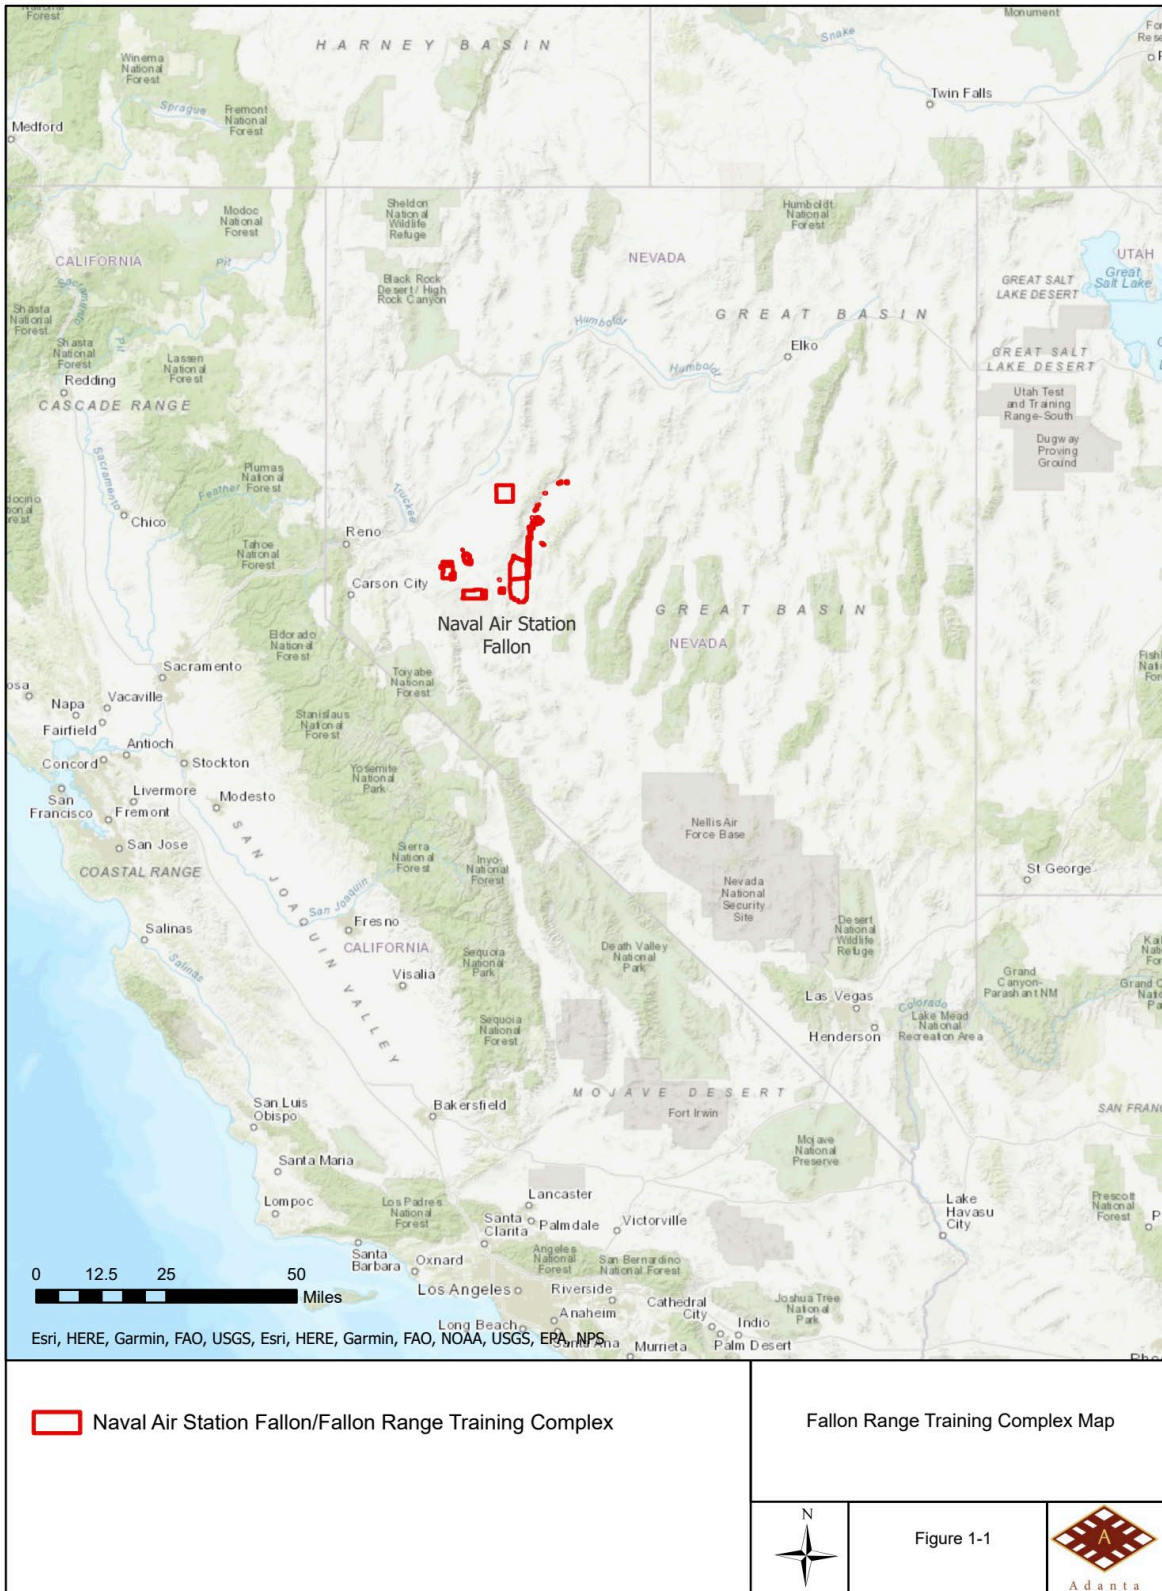 National
Forest
Monument
HARNEY BASIN
Snake
Winema
National
Forest
Sprague
Fremont
National
Forest
Twin Falls
Medford
Modoc
National
Forest
Sheldon
National
Wildlife
Refuge
Humboldt
National
Forest
CALIFORNIA
Pit
NEVADA
UTAH
Great
Salt Lake
Sacramento
Black Rock
Desert / High
Rock Canyon
GREAT SALT
LAKE DESERT
Shasta
National
Forest
GREAT BASIN
Humboldt
Shasta
National
Forest
Pit
Lassen
National
Forest
Elko
Humboldt
GREAT SALT
LAKE DESERT
Redding
CASCADE RANGE
Utah Test
and Training
Range-South
Dugway
Proving
Ground
Sacramento
Plumas
National
Forest
Feather
Truckee
Chico
Reno
Tahoe
National
Forest
Carson City
GREAT BASIN
Naval Air Station
Fallon
NEVADA
Eldorado
National
Forest
Sacramento
Toiyabe
National
Forest
Napa
Vacaville
Fairfield
Stanislaus
National
Forest
Antioch
Concord
Stockton
Yosemite
National
Park
San
Francisco
Livermore
Fremont
Modesto
San Jose
COASTAL RANGE
SAN JOAQUIN VALLEY
Sierra
National
Forest
Inyo
National
Forest
Nellis Air
Force Base
Nevada
National
Security
Site
St George
San Joaquin
Fresno
CALIFORNIA
Salinas
Salinas
Visalia
Sequoia
National
Park
Death Valley
National
Park
Desert
National
Wildlife
Refuge
Grand
Canyon-
Parashant NM
Las Vegas
Henderson
Colorado
Lake Mead
National
Recreation Area
Sequoia
National
Forest
MOJAVE DESERT
Fort Irwin
San Luis
Obispo
Bakersfield
Mojave
National
Preserve
Santa Maria
Lompoc
Los Padres
National
Forest
Lancaster
Santa
Clarita
Palmdale
Victorville
Lake
Havasu
City
Prescott
National
Forest
Santa
Barbara
Oxnard
Angeles
National
Forest
San Bernardino
National Forest
Los Angeles
Riverside
Cathedral
City
Joshua Tree
National
Park
Long Beach
Anaheim
Indio
Santa Ana
Murrieta
Palm Desert
0 12.5 25 50
Miles
Esri, HERE, Garmin, FAO, USGS, Esri, HERE, Garmin, FAO, NOAA, USGS, EPA, NPS
Naval Air Station Fallon/Fallon Range Training Complex
Fallon Range Training Complex Map
N
Figure 1-1
A
Adanta